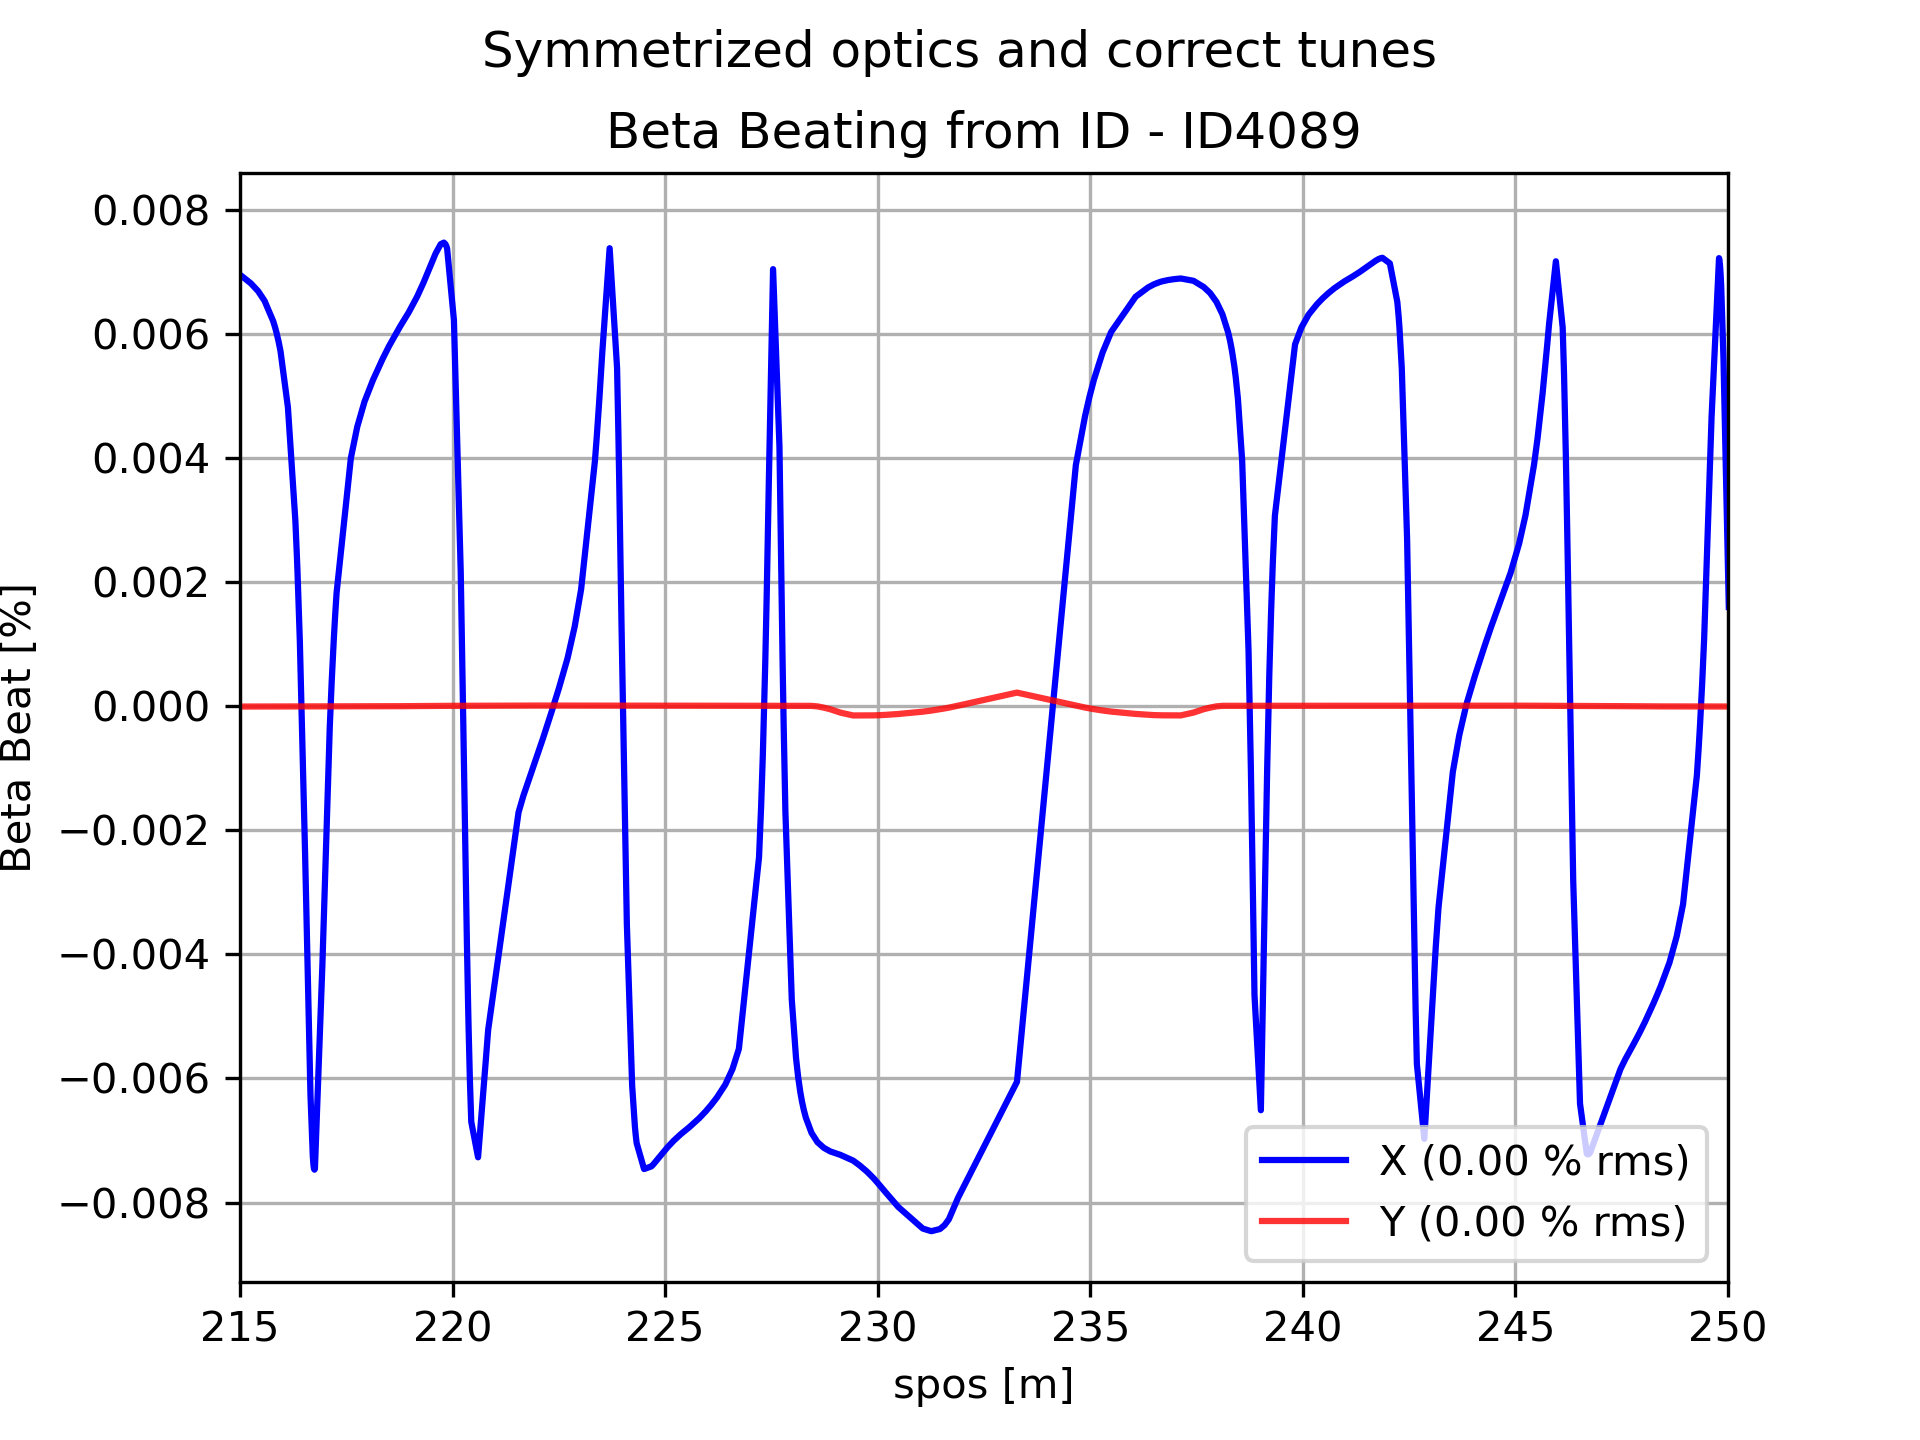 Symmetrized optics and correct tunes
Beta Beating from ID - ID4089
Beta Beat [%]
0.008
0.006
0.004
0.002
0.000
−0.002
−0.004
−0.006
−0.008
X (0.00 % rms)
Y (0.00 % rms)
215 220 225 230 235 240 245 250
spos [m]